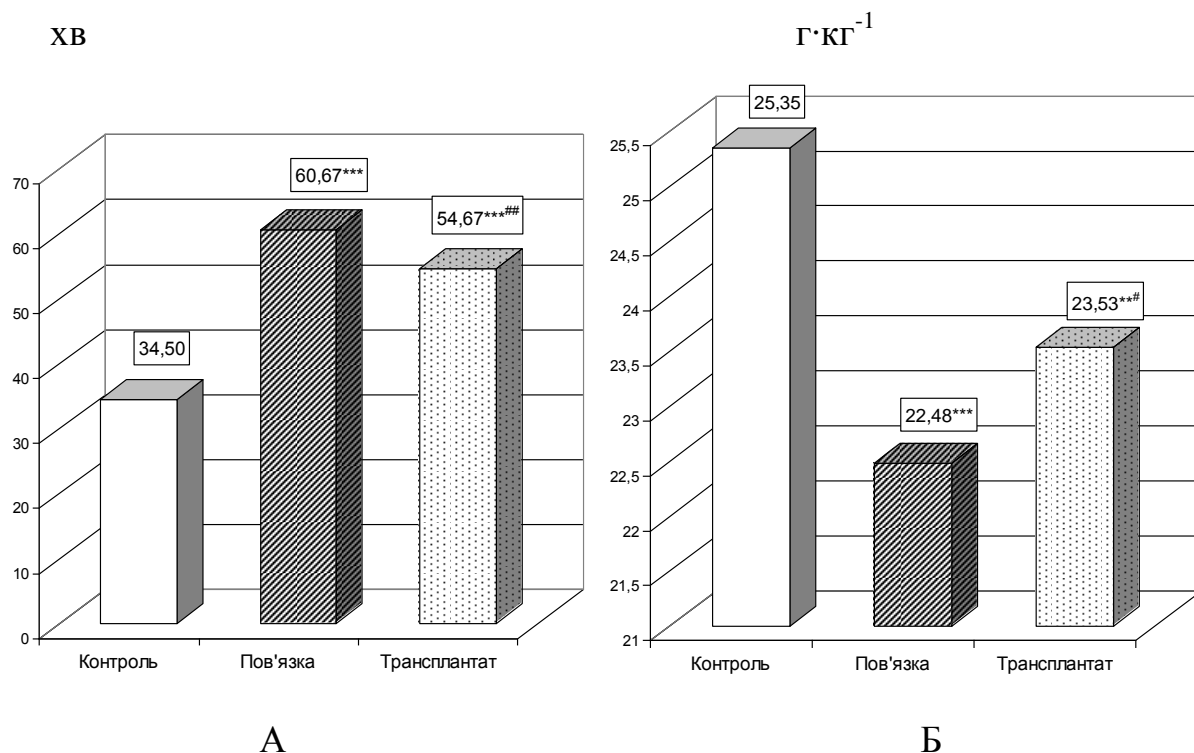 хв
г·кг-1
70
60
50
40
30
20
10
0
34,50
60,67***
54,67***##
Контроль
Пов'язка
Трансплантат
25,5
25
24,5
24
23,5
23
22,5
22
21,5
21
25,35
22,48***
23,53**#
Контроль
Пов'язка
Трансплантат
А
Б